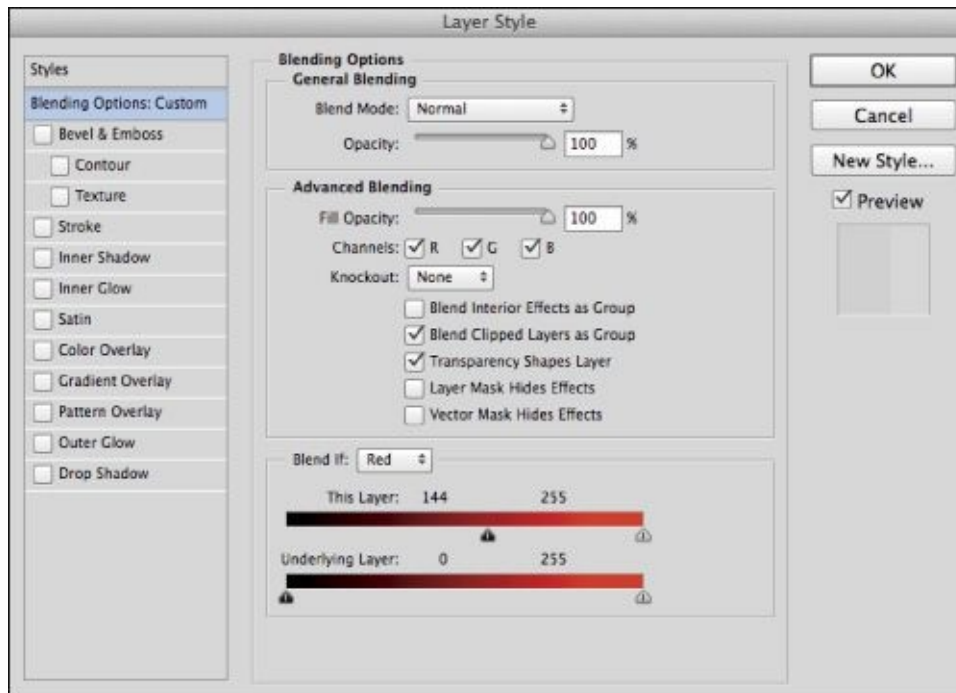 Layer Style
Styles
Blending Options: Custom
Bevel & Emboss
Contour
Texture
Stroke
Inner Shadow
Inner Glow
Satin
Color Overlay
Gradient Overlay
Pattern Overlay
Outer Glow
Drop Shadow
Blending Options
General Blending
Blend Mode: Normal
Opacity: 100 %
Advanced Blending
Fill Opacity: 100 %
Channels: R G B
Knockout: None
Blend Interior Effects as Group
Blend Clipped Layers as Group
Transparency Shapes Layer
Layer Mask Hides Effects
Vector Mask Hides Effects
Blend If: Red
This Layer: 144 255
Underlying Layer: 0 255
OK
Cancel
New Style...
Preview